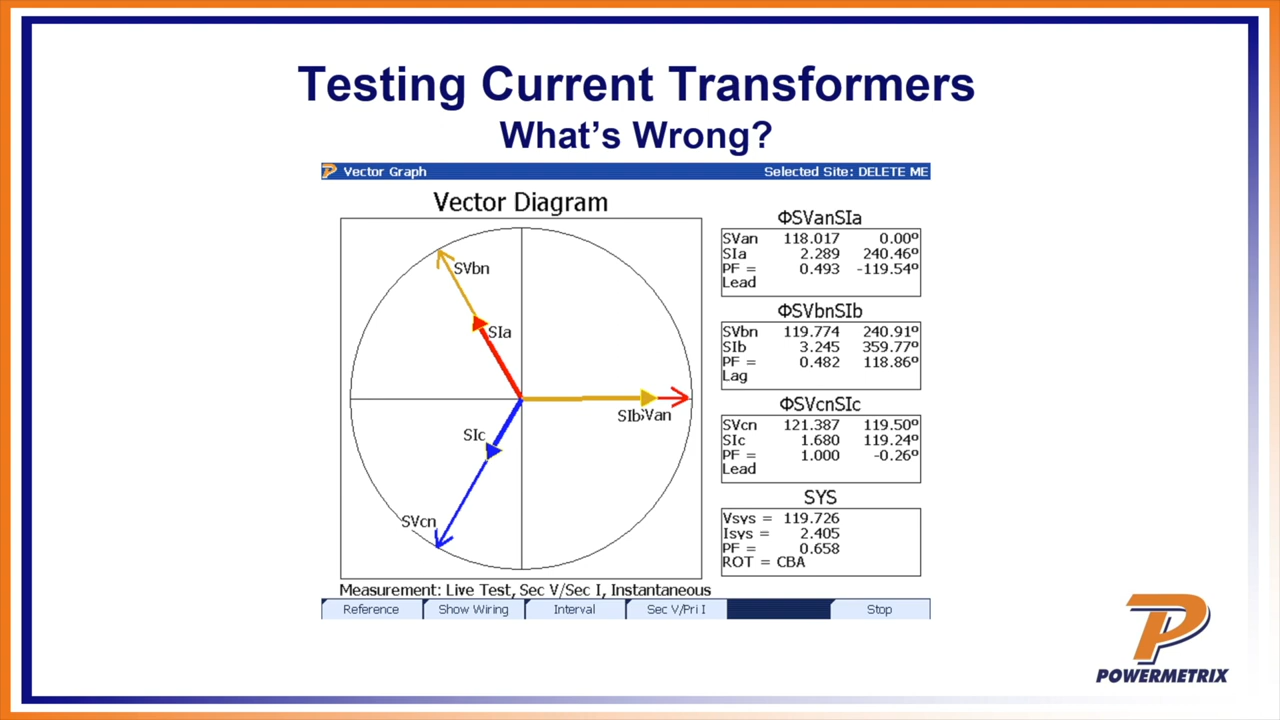 Testing Current Transformers
What's Wrong?
Vector Graph Selected Site: DELETE ME
Vector Diagram
SVbn
SIa
SIb SVan
SIc
SVcn
ΦSVanSIa
SVan 118.017 0.00º
SIa 2.289 240.46º
PF = 0.493 -119.54º
Lead
ΦSVbnSIb
SVbn 119.774 240.91º
SIb 3.245 359.77º
PF = 0.482 118.86º
Lag
ΦSVcnSIc
SVcn 121.387 119.50º
SIc 1.680 119.24º
PF = 1.000 -0.26º
Lead
SYS
Vsys = 119.726
Isys = 2.405
PF = 0.658
ROT = CBA
Measurement: Live Test, Sec V/Sec I, Instantaneous
Reference Show Wiring Interval Sec V/Pri I Stop
POWERMETRIX